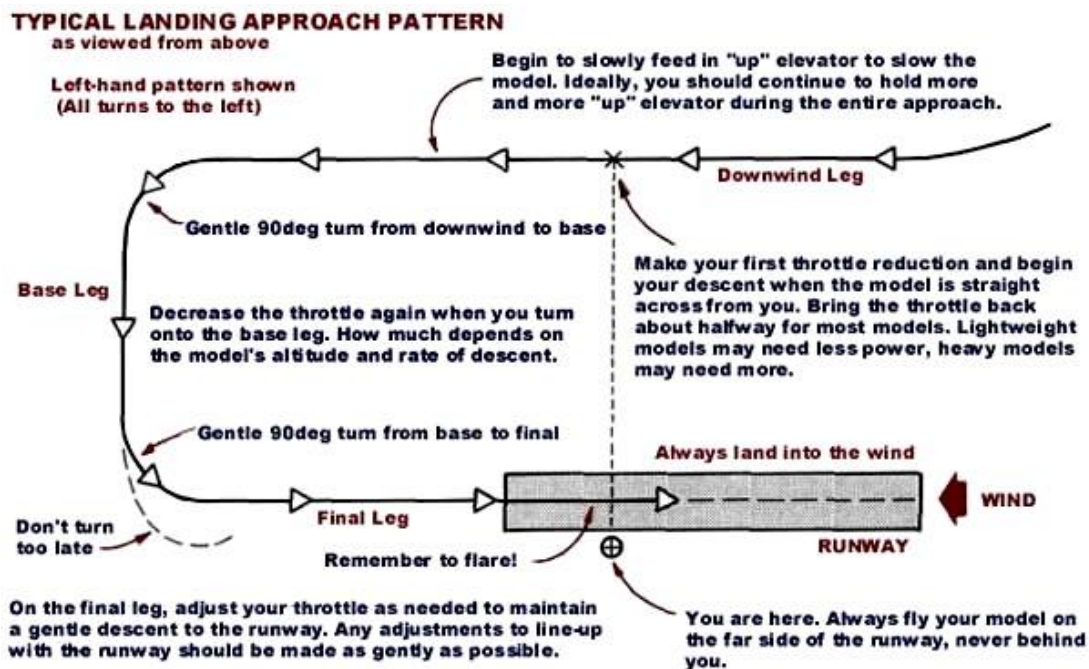 TYPICAL LANDING APPROACH PATTERN
as viewed from above
Left-hand pattern shown
(All turns to the left)
Begin to slowly feed in "up" elevator to slow the
model. Ideally, you should continue to hold more
and more "up" elevator during the entire approach.
Downwind Leg
Gentle 90deg tum from downwind to base
Make your first throttle reduction and begin
your descent when the model is straight
across from you. Bring the throttle back
about halfway for most models. Lightweight
models may need less power, heavy models
may need more.
Base Leg
Decrease the throttle again when you turn
onto the base leg. How much depends on
the model's altitude and rate of descent.
Gentle 90deg tum from base to final
Always land into the wind
WIND
Final Leg
Don't turn
too late
Remember to flare!
RUNWAY
On the final leg, adjust your throttle as needed to maintain
a gentle descent to the runway. Any adjustments to line-up
with the runway should be made as gently as possible.
You are here. Always fly your model on
the far side of the runway, never behind
you.